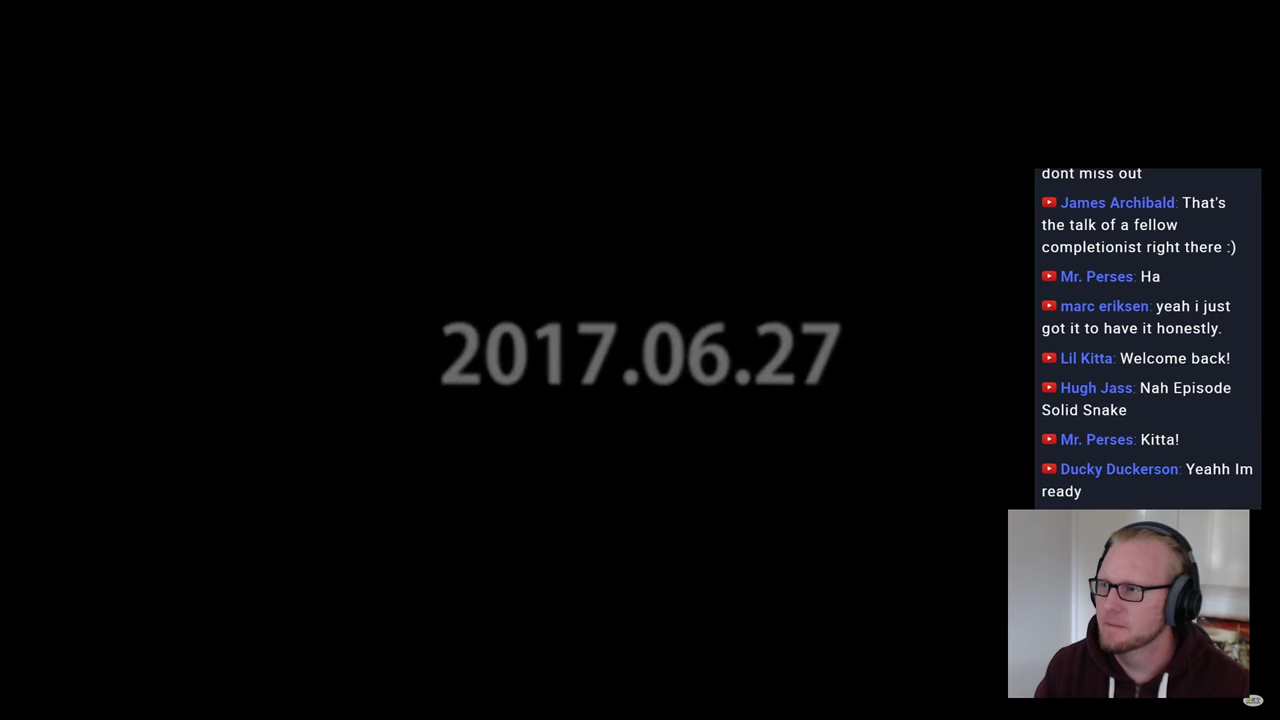 2017.06.27
dont miss out
James Archibald: That's
the talk of a fellow
completionist right there :)
Mr. Perses: Ha
marc eriksen: yeah i just
got it to have it honestly.
Lil Kitta: Welcome back!
Hugh Jass: Nah Episode
Solid Snake
Mr. Perses: Kitta!
Ducky Duckerson: Yeahh Im
ready